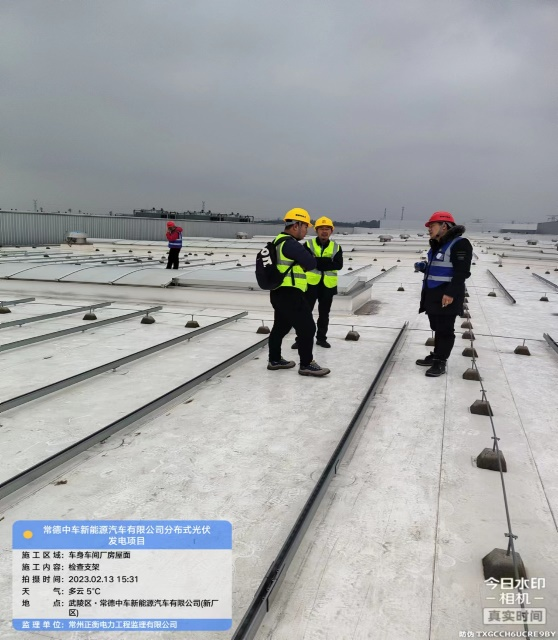 常德中车新能源汽车有限公司分布式光伏
发电项目
施工区域：车身车间厂房屋面
施工内容：检查支架
拍摄时间：2023.02.13 15:31
天　　气：多云 5℃
地　　点：武陵区·常德中车新能源汽车有限公司(新厂
区)
监理单位：常州正衡电力工程监理有限公司
今日水印
相机
真实时间
防伪 TXGCCH6UCRE9BY